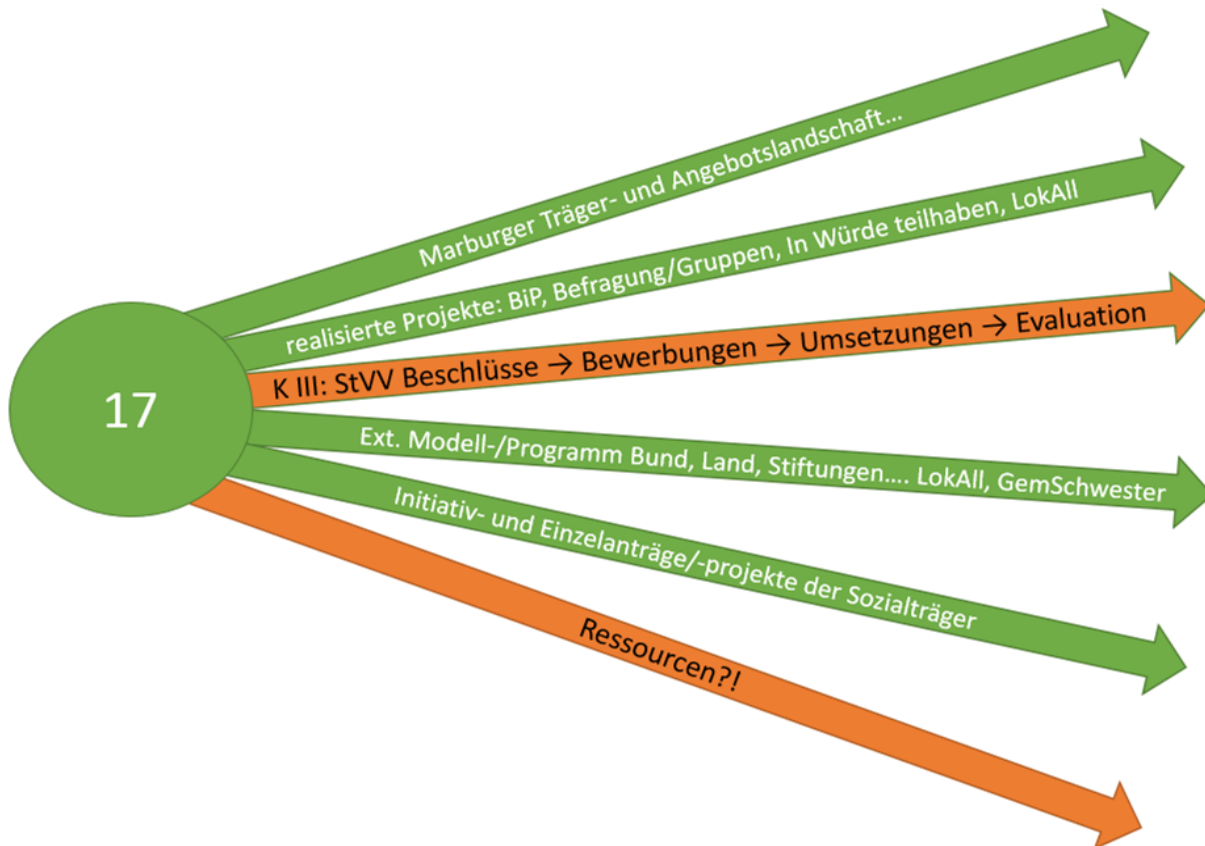 Marburger Träger- und Angebotslandschaft…
realisierte Projekte: BiP, Befragung/Gruppen, In Würde teilhaben, LokAll
K III: StVV Beschlüsse → Bewerbungen → Umsetzungen → Evaluation
17
Ext. Modell-/Programm Bund, Land, Stiftungen…. LokAll, GemSchwester
Initiativ- und Einzelanträge/-projekte der Sozialträger
Ressourcen?!